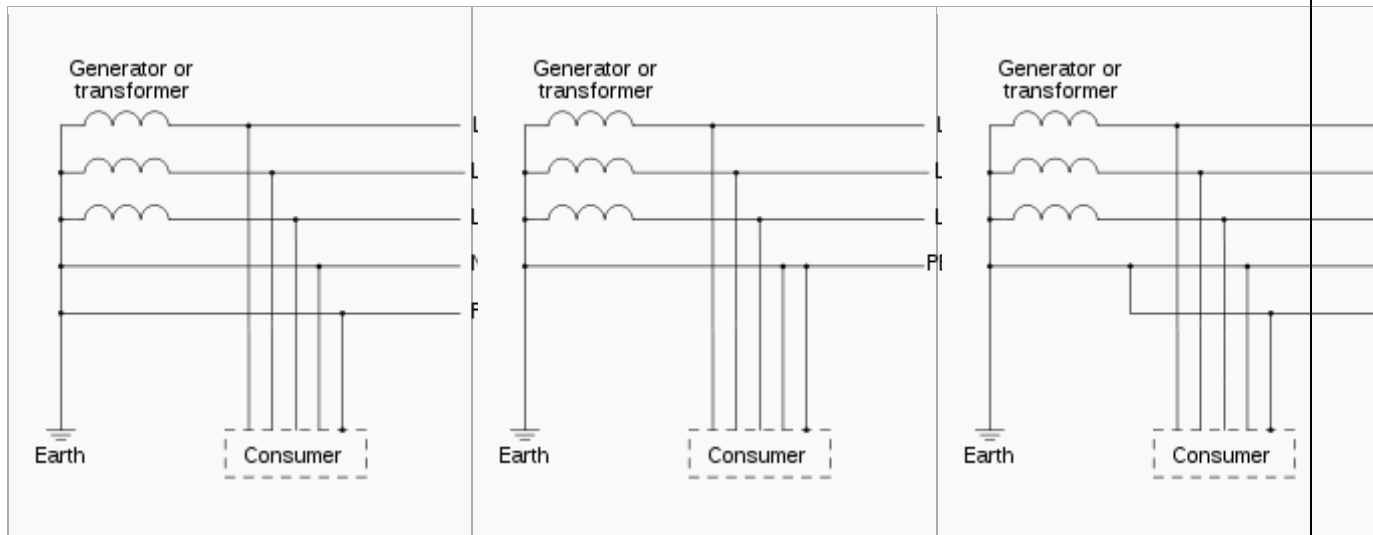 Generator or
transformer
L
L
L
Earth
Consumer
Generator or
transformer
L
L
L
Earth
Consumer
Generator or
transformer
Earth
Consumer